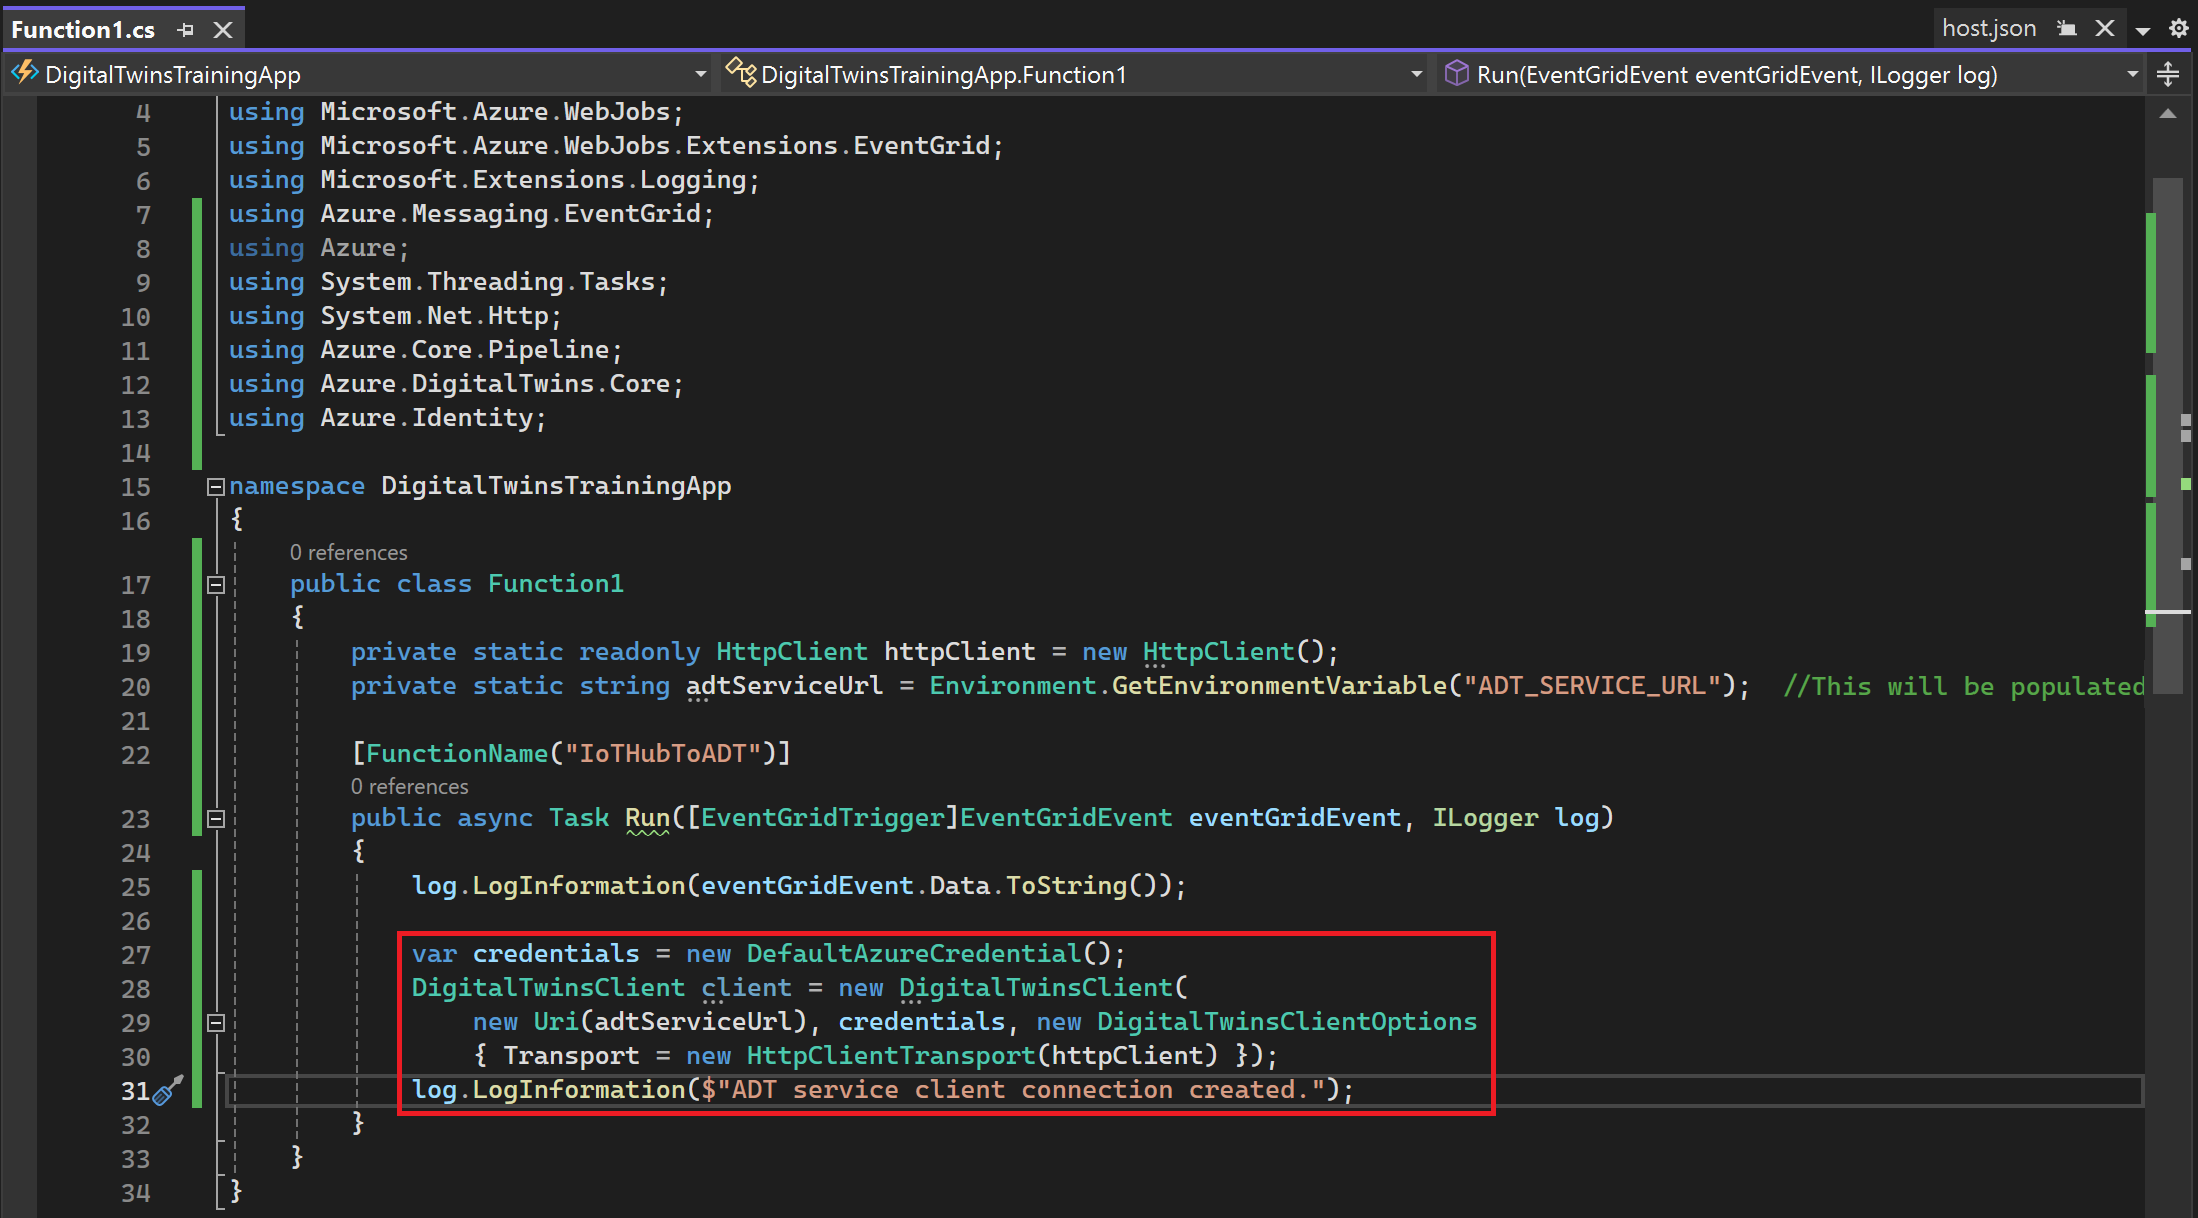 Function1.cs
host.json
DigitalTwinsTrainingApp
DigitalTwinsTrainingApp.Function1
Run(EventGridEvent eventGridEvent, ILogger log)
4 using Microsoft.Azure.WebJobs;
5 using Microsoft.Azure.WebJobs.Extensions.EventGrid;
6 using Microsoft.Extensions.Logging;
7 using Azure.Messaging.EventGrid;
8 using Azure;
9 using System.Threading.Tasks;
10 using System.Net.Http;
11 using Azure.Core.Pipeline;
12 using Azure.DigitalTwins.Core;
13 using Azure.Identity;
14
15 namespace DigitalTwinsTrainingApp
16 {
0 references
17 public class Function1
18 {
19 private static readonly HttpClient httpClient = new HttpClient();
20 private static string adtServiceUrl = Environment.GetEnvironmentVariable("ADT_SERVICE_URL"); //This will be populated
21
22 [FunctionName("IoTHubToADT")]
0 references
23 public async Task Run([EventGridTrigger]EventGridEvent eventGridEvent, ILogger log)
24 {
25 log.LogInformation(eventGridEvent.Data.ToString());
26
27 var credentials = new DefaultAzureCredential();
28 DigitalTwinsClient client = new DigitalTwinsClient(
29 new Uri(adtServiceUrl), credentials, new DigitalTwinsClientOptions
30 { Transport = new HttpClientTransport(httpClient) });
31 log.LogInformation($"ADT service client connection created.");
32 }
33 }
34 }